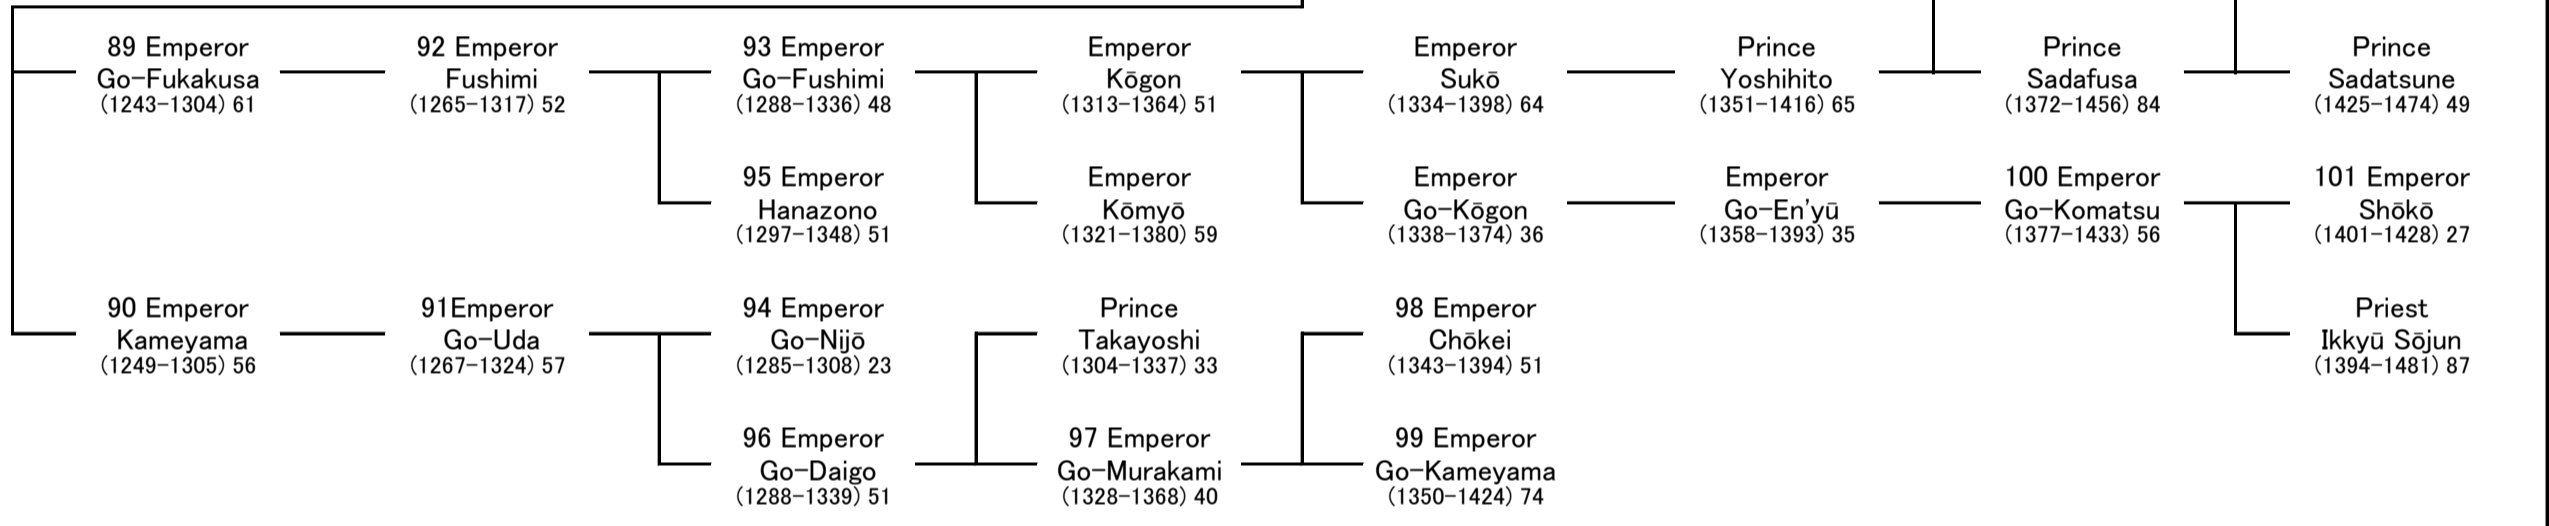 89 Emperor
Go-Fukakusa
(1243-1304) 61
92 Emperor
Fushimi
(1265-1317) 52
93 Emperor
Go-Fushimi
(1288-1336) 48
Emperor
Kōgon
(1313-1364) 51
Emperor
Sukō
(1334-1398) 64
Prince
Yoshihito
(1351-1416) 65
Prince
Sadafusa
(1372-1456) 84
Prince
Sadatsune
(1425-1474) 49
95 Emperor
Hanazono
(1297-1348) 51
Emperor
Kōmyō
(1321-1380) 59
Emperor
Go-Kōgon
(1338-1374) 36
Emperor
Go-En'yū
(1358-1393) 35
100 Emperor
Go-Komatsu
(1377-1433) 56
101 Emperor
Shōkō
(1401-1428) 27
90 Emperor
Kameyama
(1249-1305) 56
91Emperor
Go-Uda
(1267-1324) 57
94 Emperor
Go-Nijō
(1285-1308) 23
Prince
Takayoshi
(1304-1337) 33
98 Emperor
Chōkei
(1343-1394) 51
Priest
Ikkyū Sōjun
(1394-1481) 87
96 Emperor
Go-Daigo
(1288-1339) 51
97 Emperor
Go-Murakami
(1328-1368) 40
99 Emperor
Go-Kameyama
(1350-1424) 74